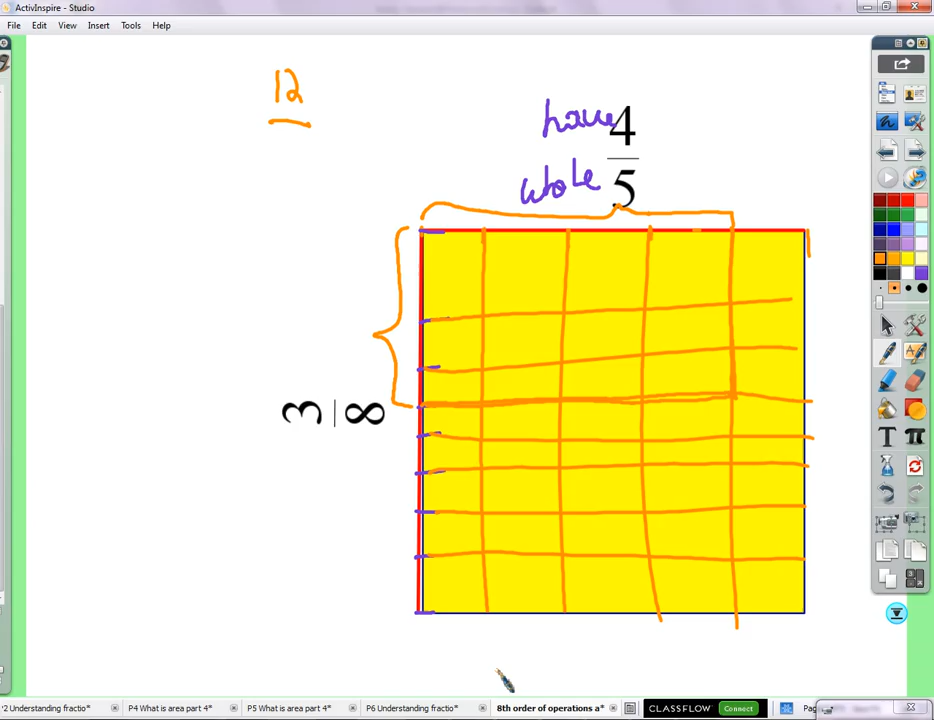 ActivInspire - Studio
File Edit View Insert Tools Help
12
have 4
whole 5
3|8
'2 Understanding fractio*
P4 What is area part 4*
P5 What is area part 4*
P6 Understanding fractio*
8th order of operations a*
CLASSFLOW
Connect